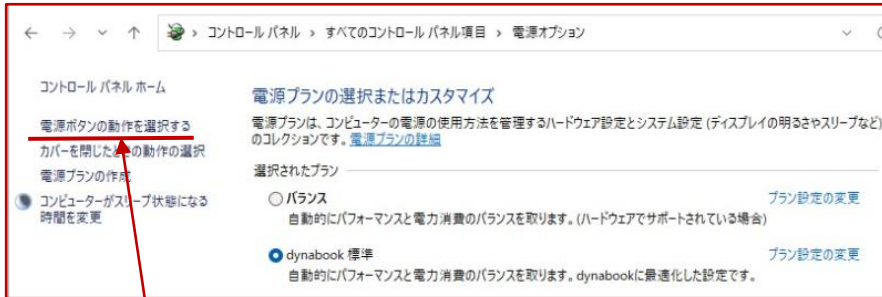 コントロール パネル › すべてのコントロール パネル項目 › 電源オプション
コントロール パネル ホーム
電源ボタンの動作を選択する
カバーを閉じたときの動作の選択
電源プランの作成
コンピューターがスリープ状態になる
時間を変更
電源プランの選択またはカスタマイズ
電源プランは、コンピューターの電源の使用方法を管理するハードウェア設定とシステム設定 (ディスプレイの明るさやスリープなど)
のコレクションです。電源プランの詳細
選択されたプラン
バランス プラン設定の変更
自動的にパフォーマンスと電力消費のバランスを取ります。(ハードウェアでサポートされている場合)
dynabook 標準 プラン設定の変更
自動的にパフォーマンスと電力消費のバランスを取ります。dynabookに最適化した設定です。